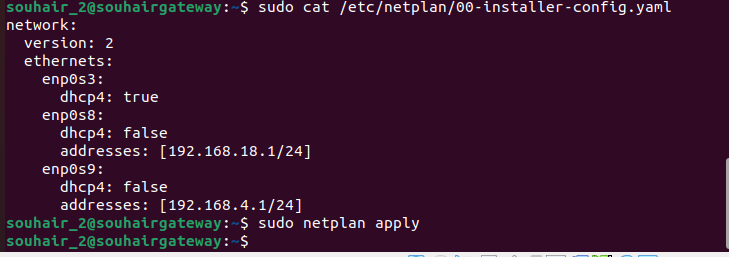 souhair_2@souhairgateway:~$ sudo cat /etc/netplan/00-installer-config.yaml
network:
  version: 2
  ethernets:
    enp0s3:
      dhcp4: true
    enp0s8:
      dhcp4: false
      addresses: [192.168.18.1/24]
    enp0s9:
      dhcp4: false
      addresses: [192.168.4.1/24]
souhair_2@souhairgateway:~$ sudo netplan apply
souhair_2@souhairgateway:~$